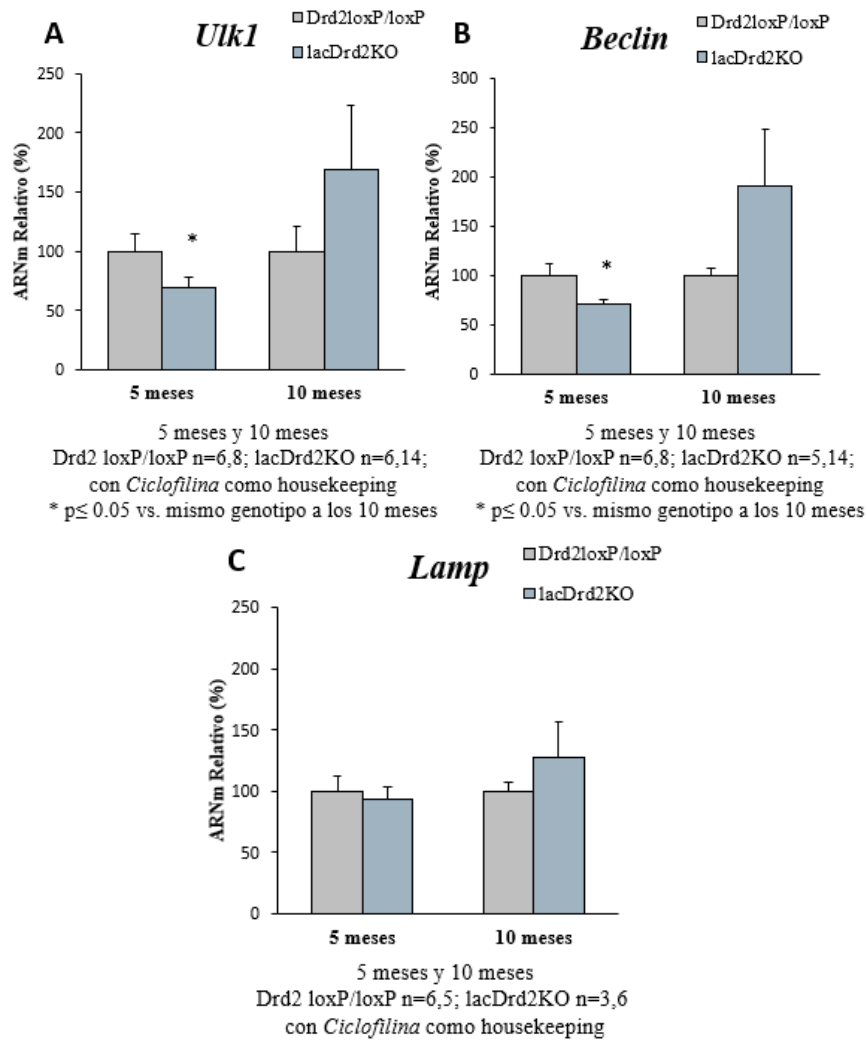 A
Ulk1
Drd2loxP/loxP
lacDrd2KO
ARNm Relativo (%)
250
200
150
100
50
0
*
5 meses
10 meses
5 meses y 10 meses
Drd2 loxP/loxP n=6,8; lacDrd2KO n=6,14;
con Ciclofilina como housekeeping
* p≤ 0.05 vs. mismo genotipo a los 10 meses
B
Beclin
Drd2loxP/loxP
lacDrd2KO
ARNm Relativo (%)
300
250
200
150
100
50
0
*
5 meses
10 meses
5 meses y 10 meses
Drd2 loxP/loxP n=6,8; lacDrd2KO n=5,14;
con Ciclofilina como housekeeping
* p≤ 0.05 vs. mismo genotipo a los 10 meses
C
Lamp
Drd2loxP/loxP
lacDrd2KO
ARNm Relativo (%)
250
200
150
100
50
0
5 meses
10 meses
5 meses y 10 meses
Drd2 loxP/loxP n=6,5; lacDrd2KO n=3,6
con Ciclofilina como housekeeping